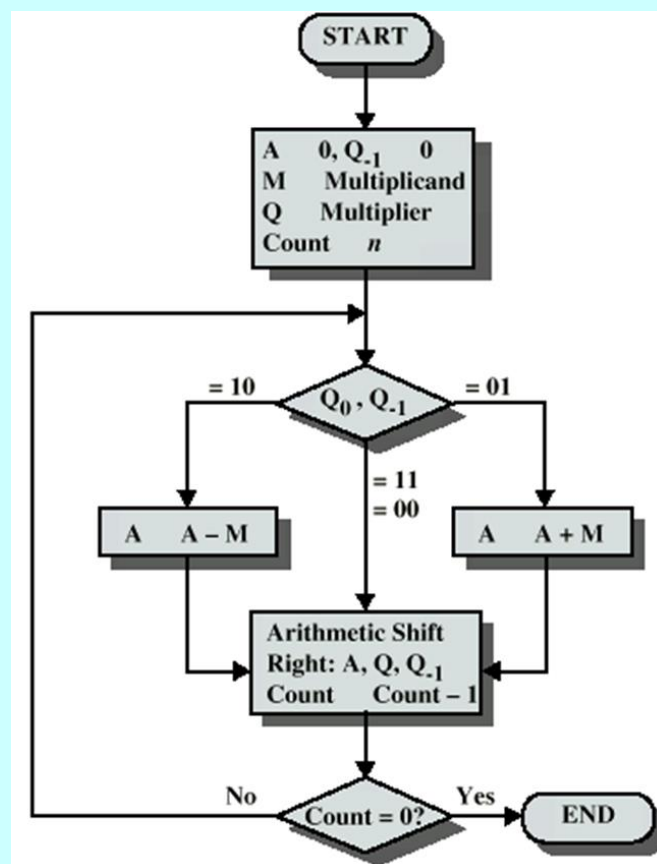 START
A 0, Q-1 0
M Multiplicand
Q Multiplier
Count n
= 10
Q0 , Q-1
= 01
= 11
= 00
A A – M
A A + M
Arithmetic Shift
Right: A, Q, Q-1
Count Count – 1
No
Count = 0?
Yes
END